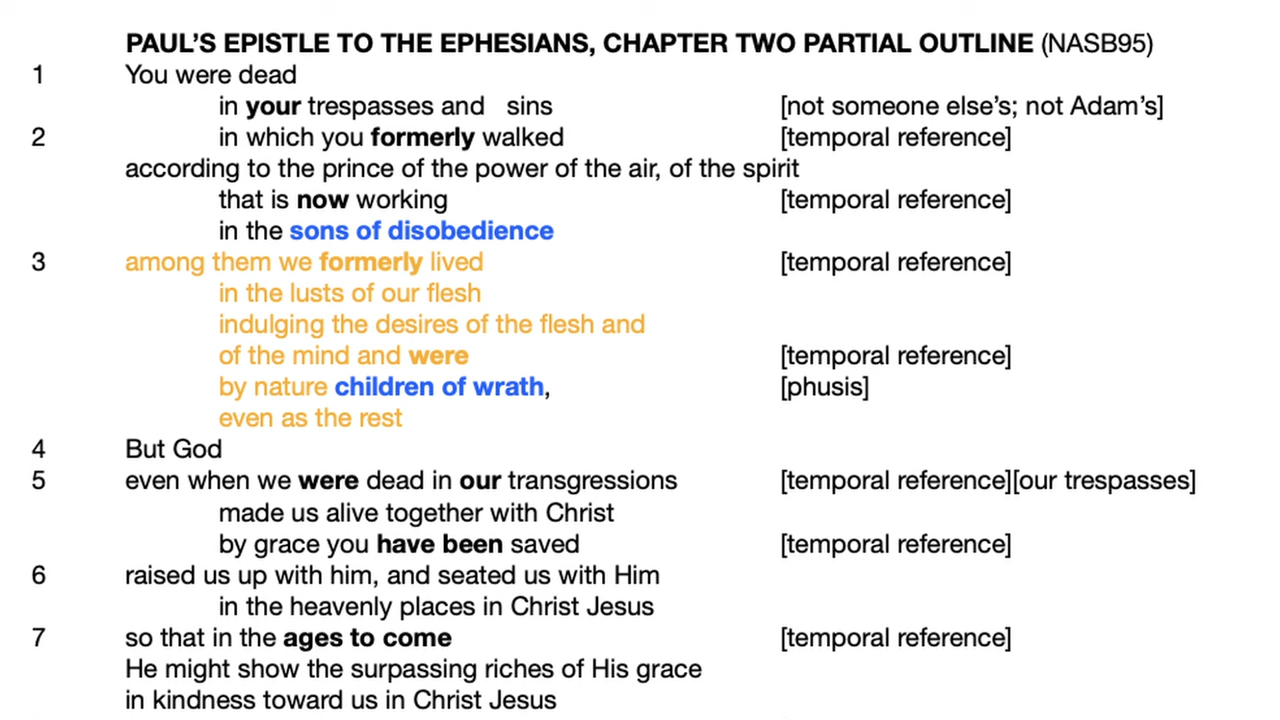 PAUL’S EPISTLE TO THE EPHESIANS, CHAPTER TWO PARTIAL OUTLINE (NASB95)
1 You were dead
in your trespasses and sins [not someone else’s; not Adam’s]
2 in which you formerly walked [temporal reference]
according to the prince of the power of the air, of the spirit
that is now working [temporal reference]
in the sons of disobedience
3 among them we formerly lived [temporal reference]
in the lusts of our flesh
indulging the desires of the flesh and
of the mind and were [temporal reference]
by nature children of wrath, [phusis]
even as the rest
4 But God
5 even when we were dead in our transgressions [temporal reference][our trespasses]
made us alive together with Christ
by grace you have been saved [temporal reference]
6 raised us up with him, and seated us with Him
in the heavenly places in Christ Jesus
7 so that in the ages to come [temporal reference]
He might show the surpassing riches of His grace
in kindness toward us in Christ Jesus